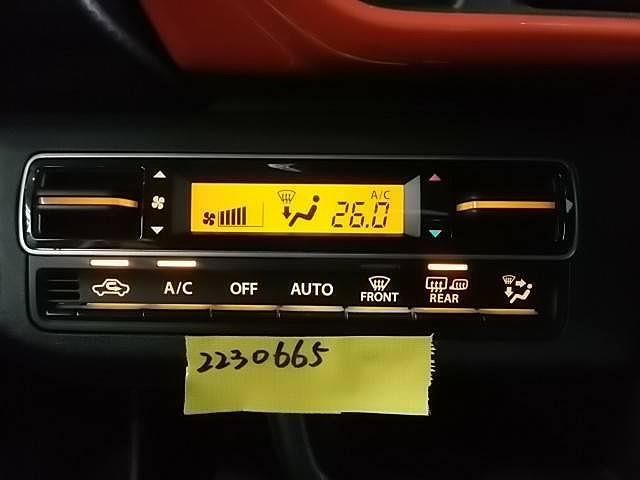 A/C
26.0
A/C OFF AUTO FRONT REAR
2230665